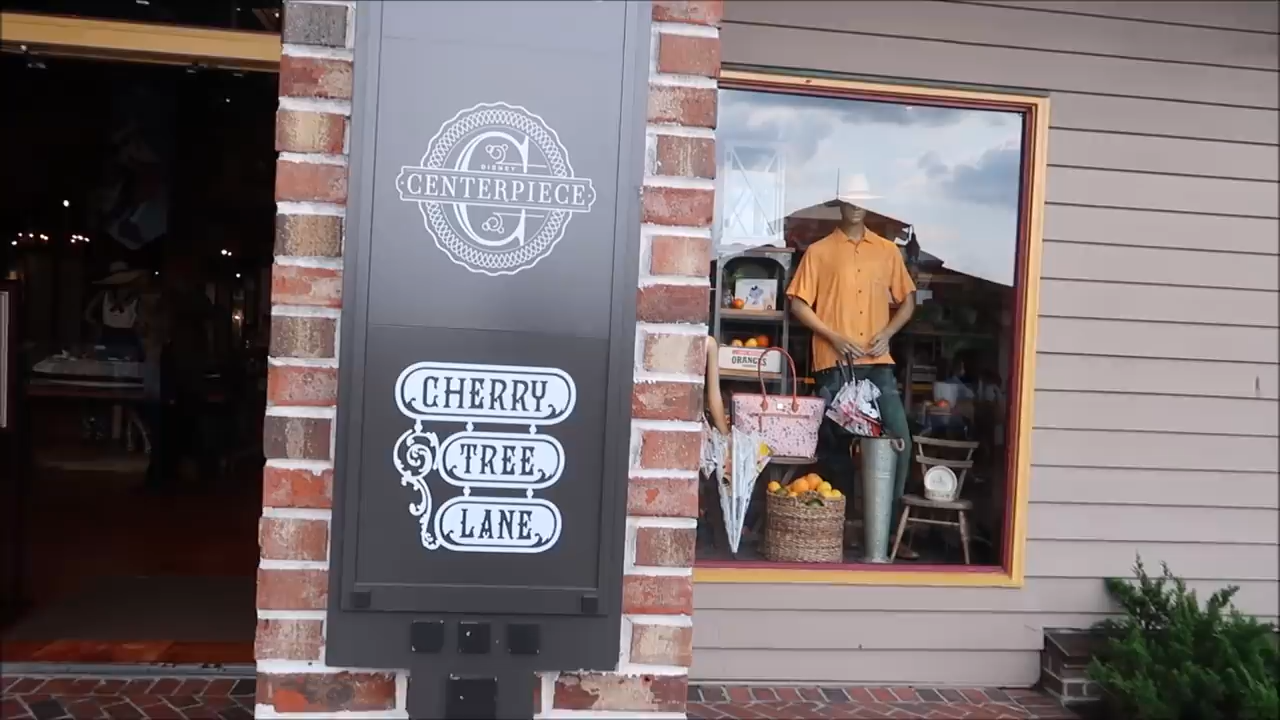 DISNEY
CENTERPIECE
CHERRY
TREE
LANE
ORANGES